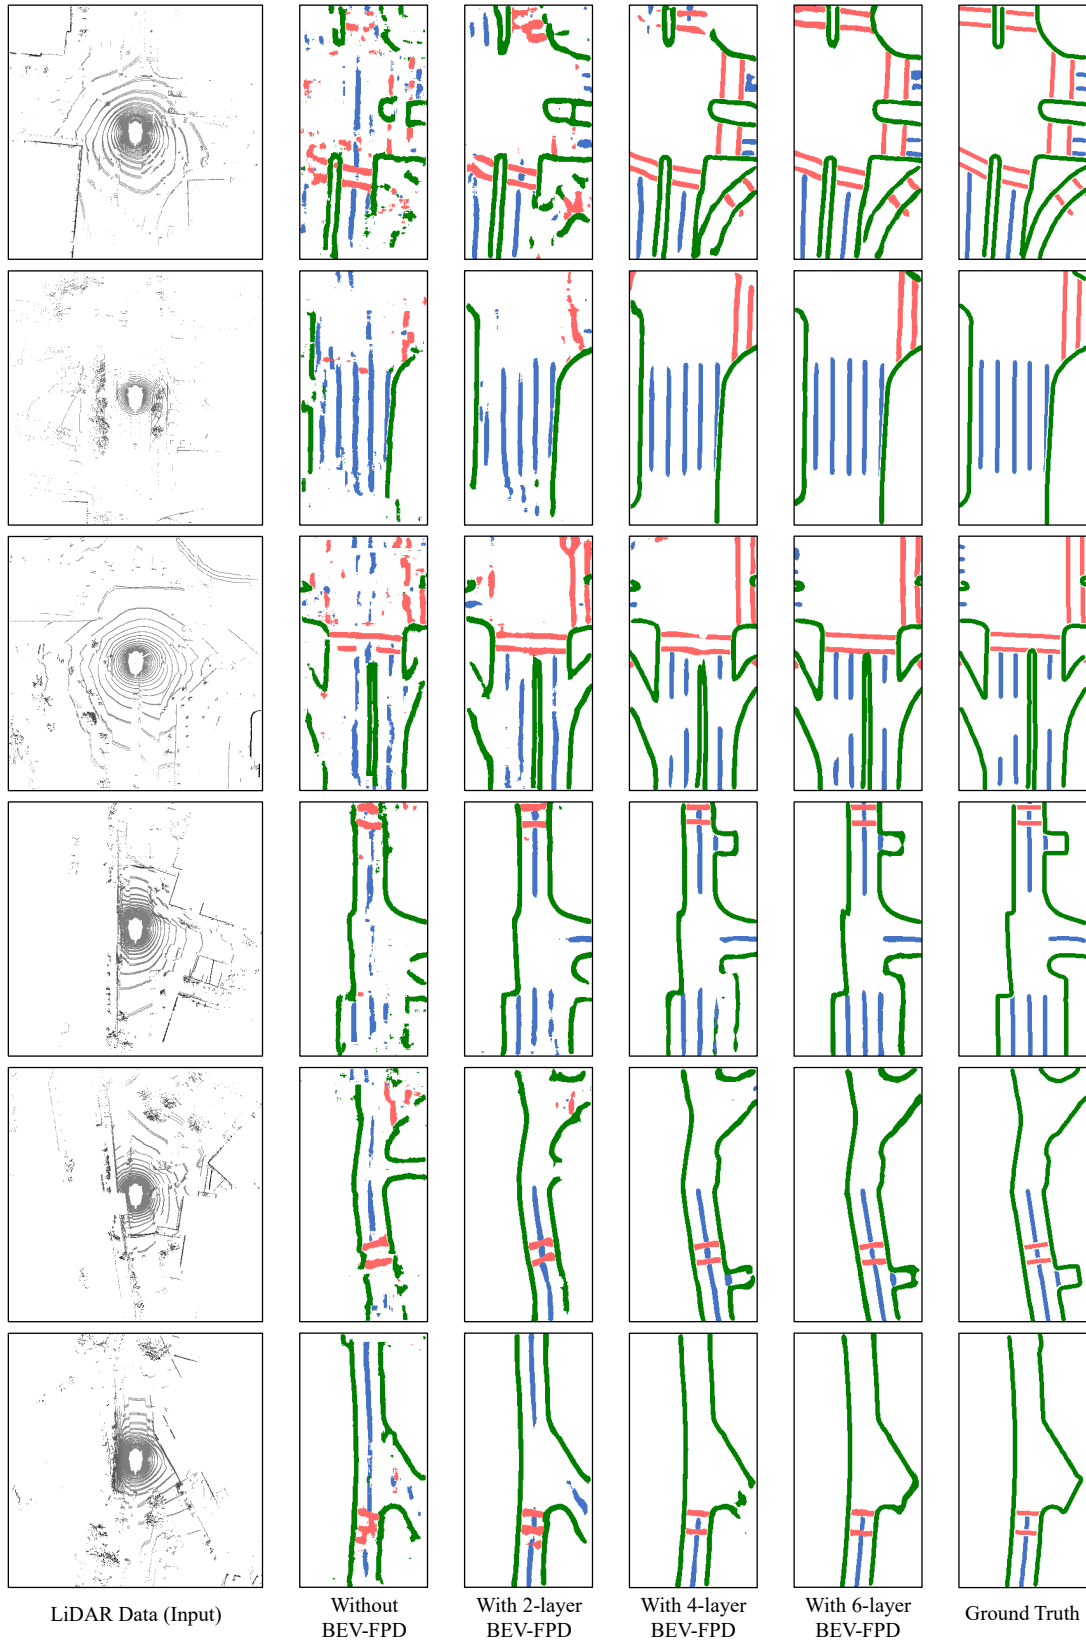 LiDAR Data (Input)
Without
BEV-FPD
With 2-layer
BEV-FPD
With 4-layer
BEV-FPD
With 6-layer
BEV-FPD
Ground Truth